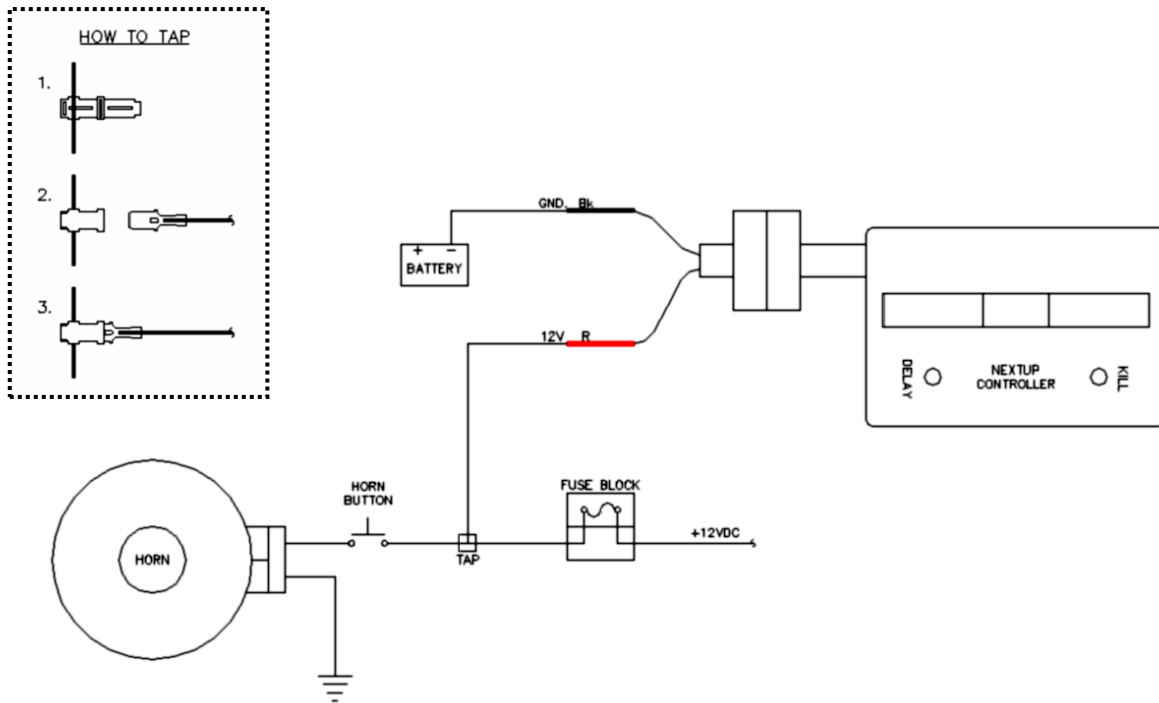 HOW TO TAP
1.
2.
3.
GND. Bk
+ -
BATTERY
12V R
DELAY
NEXTUP
CONTROLLER
KILL
HORN
BUTTON
FUSE BLOCK
+12VDC
TAP
HORN